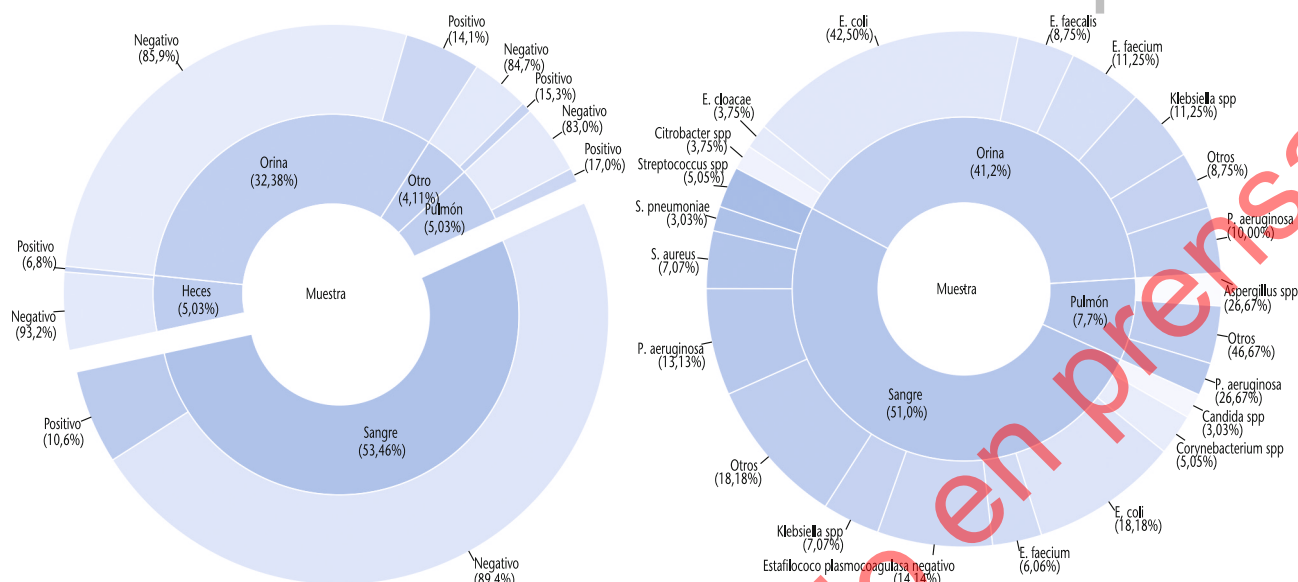 Negativo
(85,9%)
Positivo
(14,1%)
Negativo
(84,7%)
Positivo
(15,3%)
Negativo
(83,0%)
Positivo
(17,0%)
Orina
(32,38%)
Otro
(4,11%)
Pulmón
(5,03%)
Positivo
(6,8%)
Heces
(5,03%)
Negativo
(93,2%)
Muestra
Positivo
(10,6%)
Sangre
(53,46%)
Negativo
(89,4%)
E. coli
(42,50%)
E. faecalis
(8,75%)
E. faecium
(11,25%)
Klebsiella spp
(11,25%)
Otros
(8,75%)
P. aeruginosa
(10,00%)
E. cloacae
(3,75%)
Citrobacter spp
(3,75%)
Streptococcus spp
(5,05%)
S. pneumoniae
(3,03%)
S. aureus
(7,07%)
P. aeruginosa
(13,13%)
Orina
(41,2%)
Muestra
Pulmón
(7,7%)
Sangre
(51,0%)
Aspergillus spp
(26,67%)
Otros
(46,67%)
P. aeruginosa
(26,67%)
Candida spp
(3,03%)
Corynebacterium spp
(5,05%)
E. coli
(18,18%)
E. faecium
(6,06%)
Estafilococo plasmocoagulasa negativo
(14,14%)
Klebsiella spp
(7,07%)
Otros
(18,18%)
en prensa